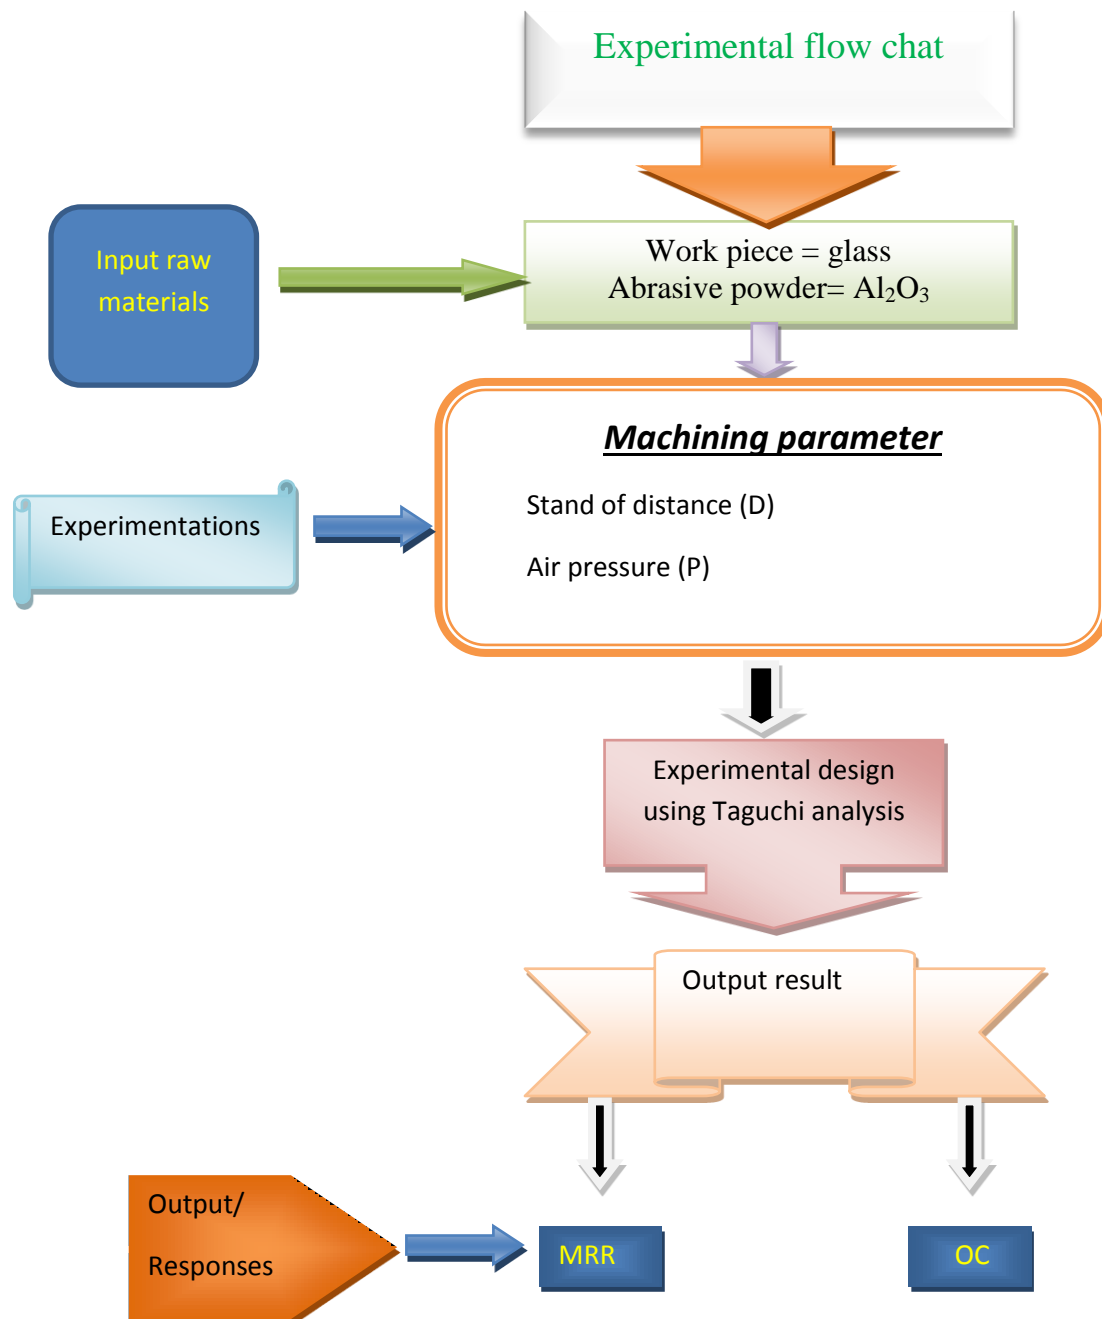 Experimental flow chat
Input raw
materials
Work piece = glass
Abrasive powder= Al₂O₃
Machining parameter
Stand of distance (D)
Air pressure (P)
Experimentations
Experimental design
using Taguchi analysis
Output result
Output/
Responses
MRR
OC